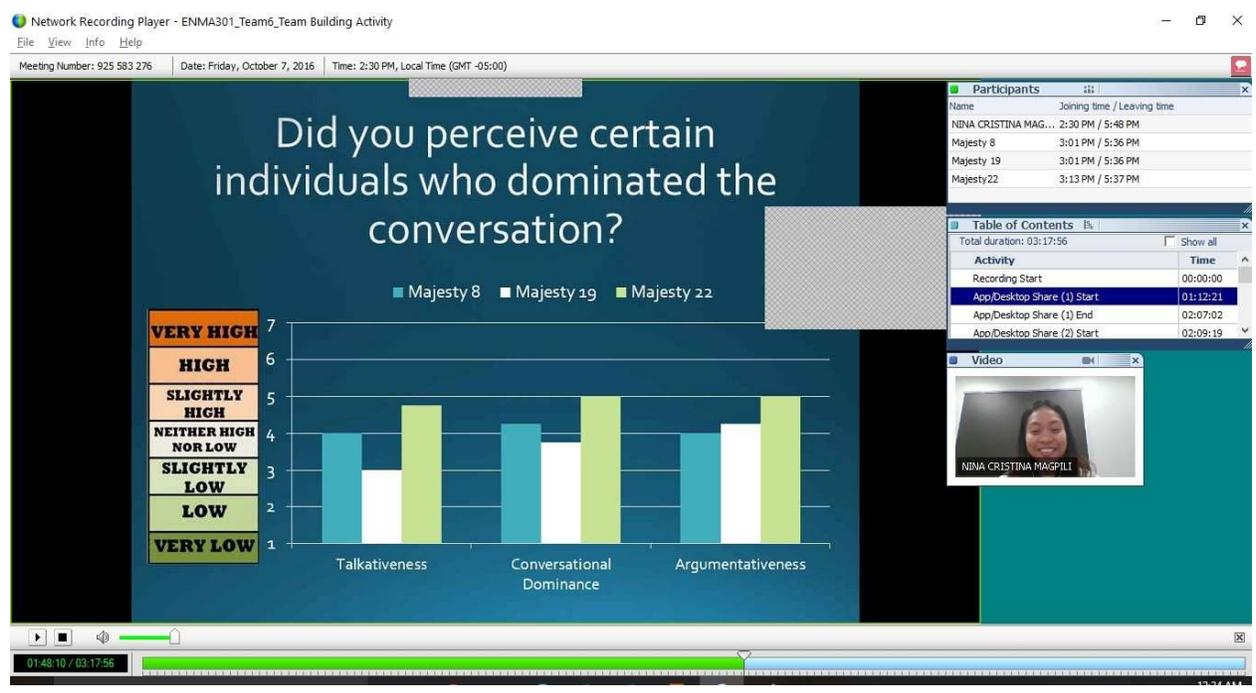 Network Recording Player - ENMA301_Team6_Team Building Activity
File View Info Help
Meeting Number: 925 583 276 Date: Friday, October 7, 2016 Time: 2:30 PM, Local Time (GMT -05:00)
Did you perceive certain
individuals who dominated the
conversation?
Majesty 8 Majesty 19 Majesty 22
VERY HIGH
HIGH
SLIGHTLY
HIGH
NEITHER HIGH
NOR LOW
SLIGHTLY
LOW
LOW
VERY LOW
7
6
5
4
3
2
1
Talkativeness
Conversational
Dominance
Argumentativeness
Participants
Name Joining time / Leaving time
NINA CRISTINA MAG... 2:30 PM / 5:48 PM
Majesty 8 3:01 PM / 5:36 PM
Majesty 19 3:01 PM / 5:36 PM
Majesty22 3:13 PM / 5:37 PM
Table of Contents
Total duration: 03:17:56 Show all
Activity Time
Recording Start 00:00:00
App/Desktop Share (1) Start 01:12:21
App/Desktop Share (1) End 02:07:02
App/Desktop Share (2) Start 02:09:19
Video
NINA CRISTINA MAGPILI
01:48:10 / 03:17:56